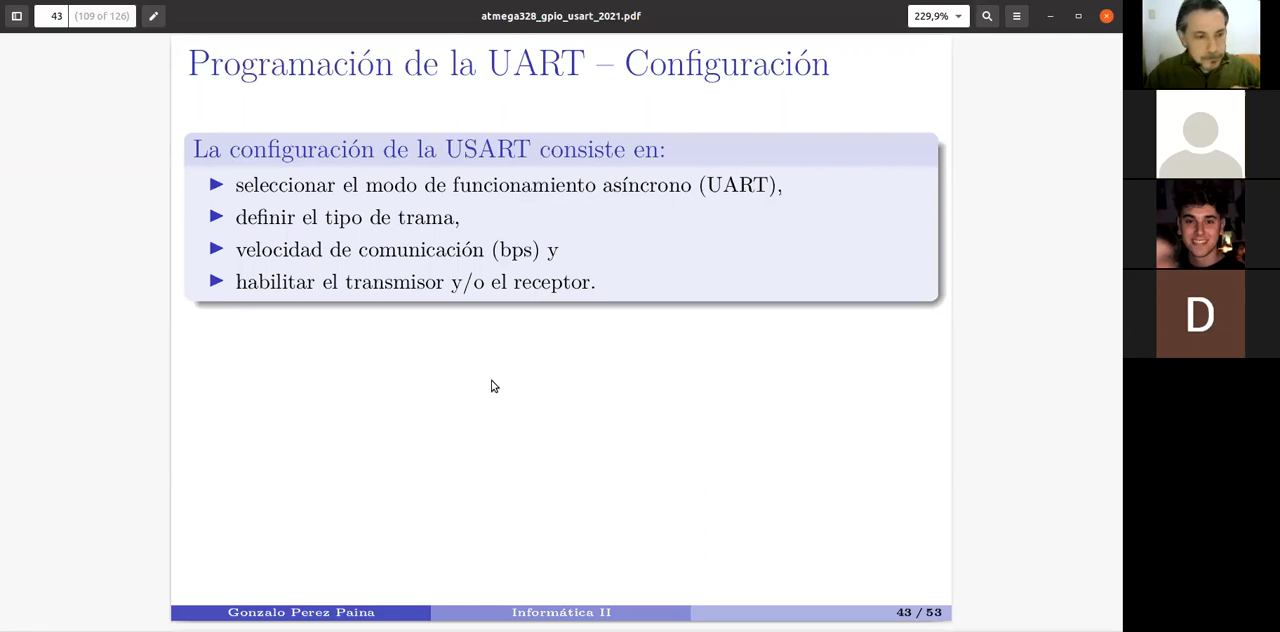 43 (109 of 126) atmega328_gpio_usart_2021.pdf 229,9%
Programación de la UART – Configuración
La configuración de la USART consiste en:
seleccionar el modo de funcionamiento asíncrono (UART),
definir el tipo de trama,
velocidad de comunicación (bps) y
habilitar el transmisor y/o el receptor.
Gonzalo Perez Paina Informática II 43 / 53
D